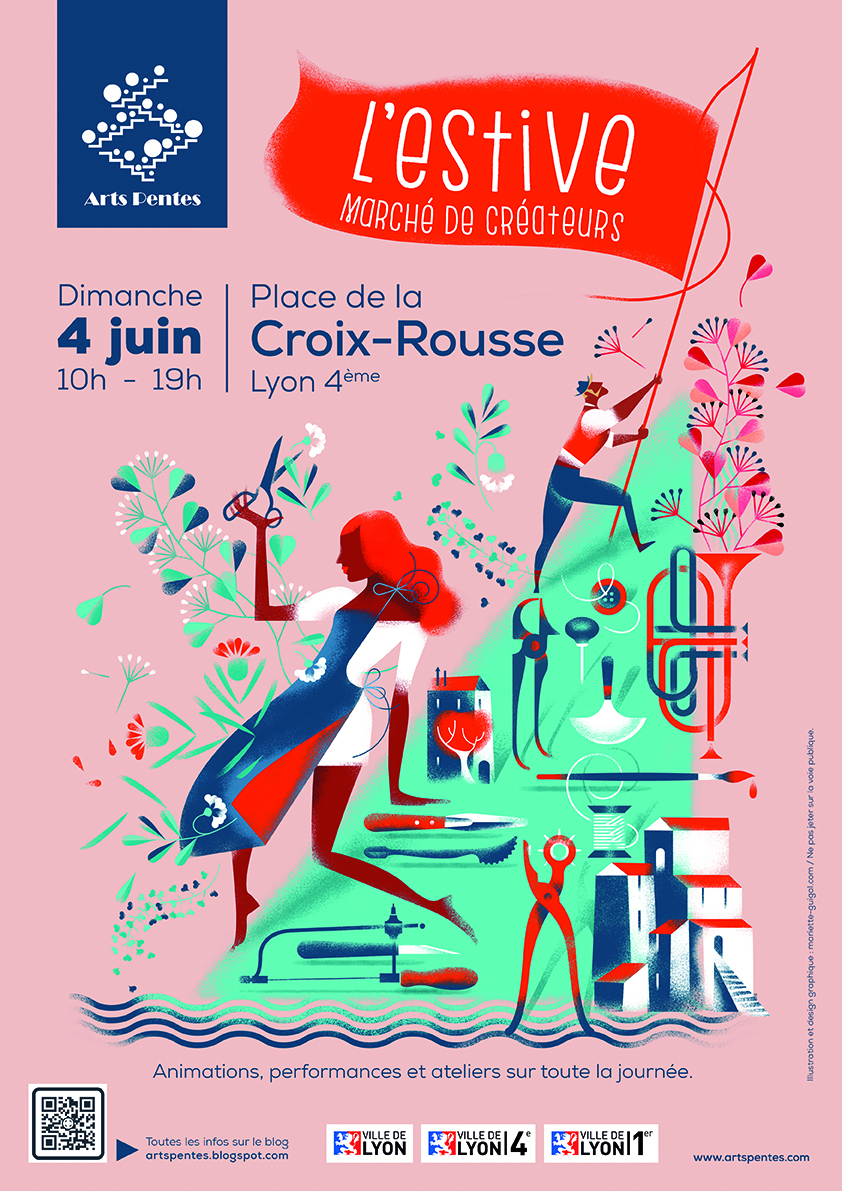 Arts Pentes
L'estive
Marché de créateurs
Dimanche
4 juin
10h - 19h
Place de la
Croix-Rousse
Lyon 4ème
Animations, performances et ateliers sur toute la journée.
Toutes les infos sur le blog
artspentes.blogspot.com
VILLE DE
LYON
VILLE DE
LYON 4e
VILLE DE
LYON 1er
www.artspentes.com
Illustration et design graphique : mariette-guigal.com / Ne pas jeter sur la voie publique.